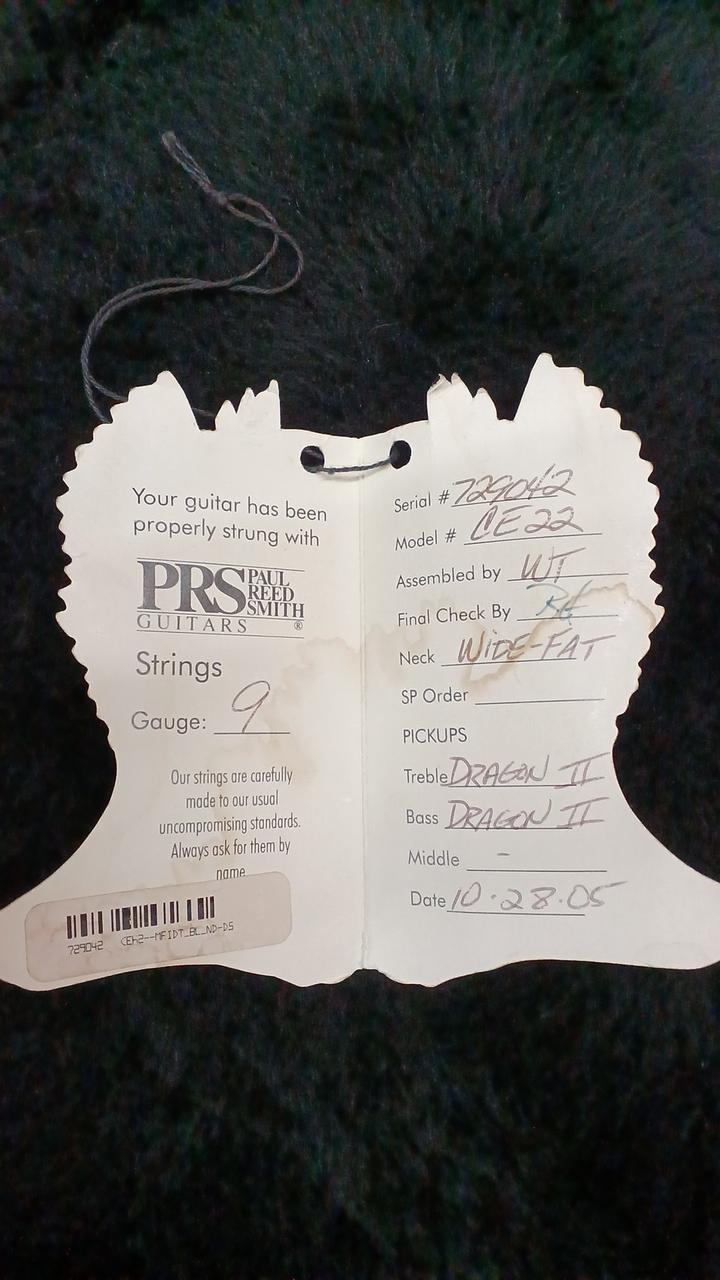 Your guitar has been
properly strung with
PRS PAUL
REED
SMITH
GUITARS ®
Strings
Gauge: 9
Our strings are carefully
made to our usual
uncompromising standards.
Always ask for them by
name
729042 CEh2--MFIDT_BL_ND-DS
Serial # 729042
Model # CE22
Assembled by WT
Final Check By
Neck WIDE-FAT
SP Order
PICKUPS
Treble DRAGON II
Bass DRAGON II
Middle -
Date 10·28·05